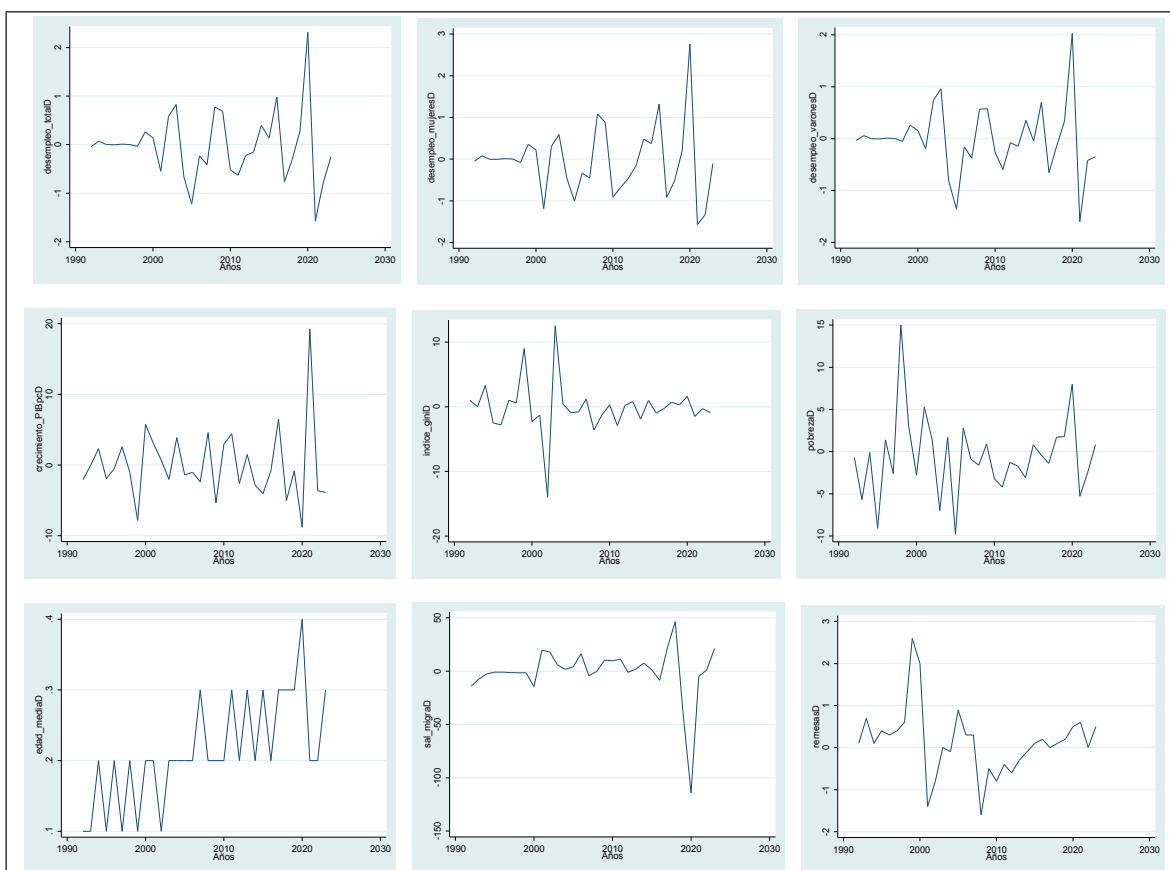 desempleo_totalD
-2 -1 0 1 2
1990 2000 2010 2020 2030
Años
desempleo_mujeresD
-2 -1 0 1 2 3
1990 2000 2010 2020 2030
Años
desempleo_varonesD
-2 -1 0 1 2
1990 2000 2010 2020 2030
Años
crecimiento_PIBpcD
-10 0 10 20
1990 2000 2010 2020 2030
Años
indice_giniD
-20 -10 0 10
1990 2000 2010 2020 2030
Años
pobrezaD
-10 -5 0 5 10 15
1990 2000 2010 2020 2030
Años
edad_mediaD
.1 .2 .3 .4
1990 2000 2010 2020 2030
Años
sal_migraD
-150 -100 -50 0 50
1990 2000 2010 2020 2030
Años
remesasD
-2 -1 0 1 2 3
1990 2000 2010 2020 2030
Años